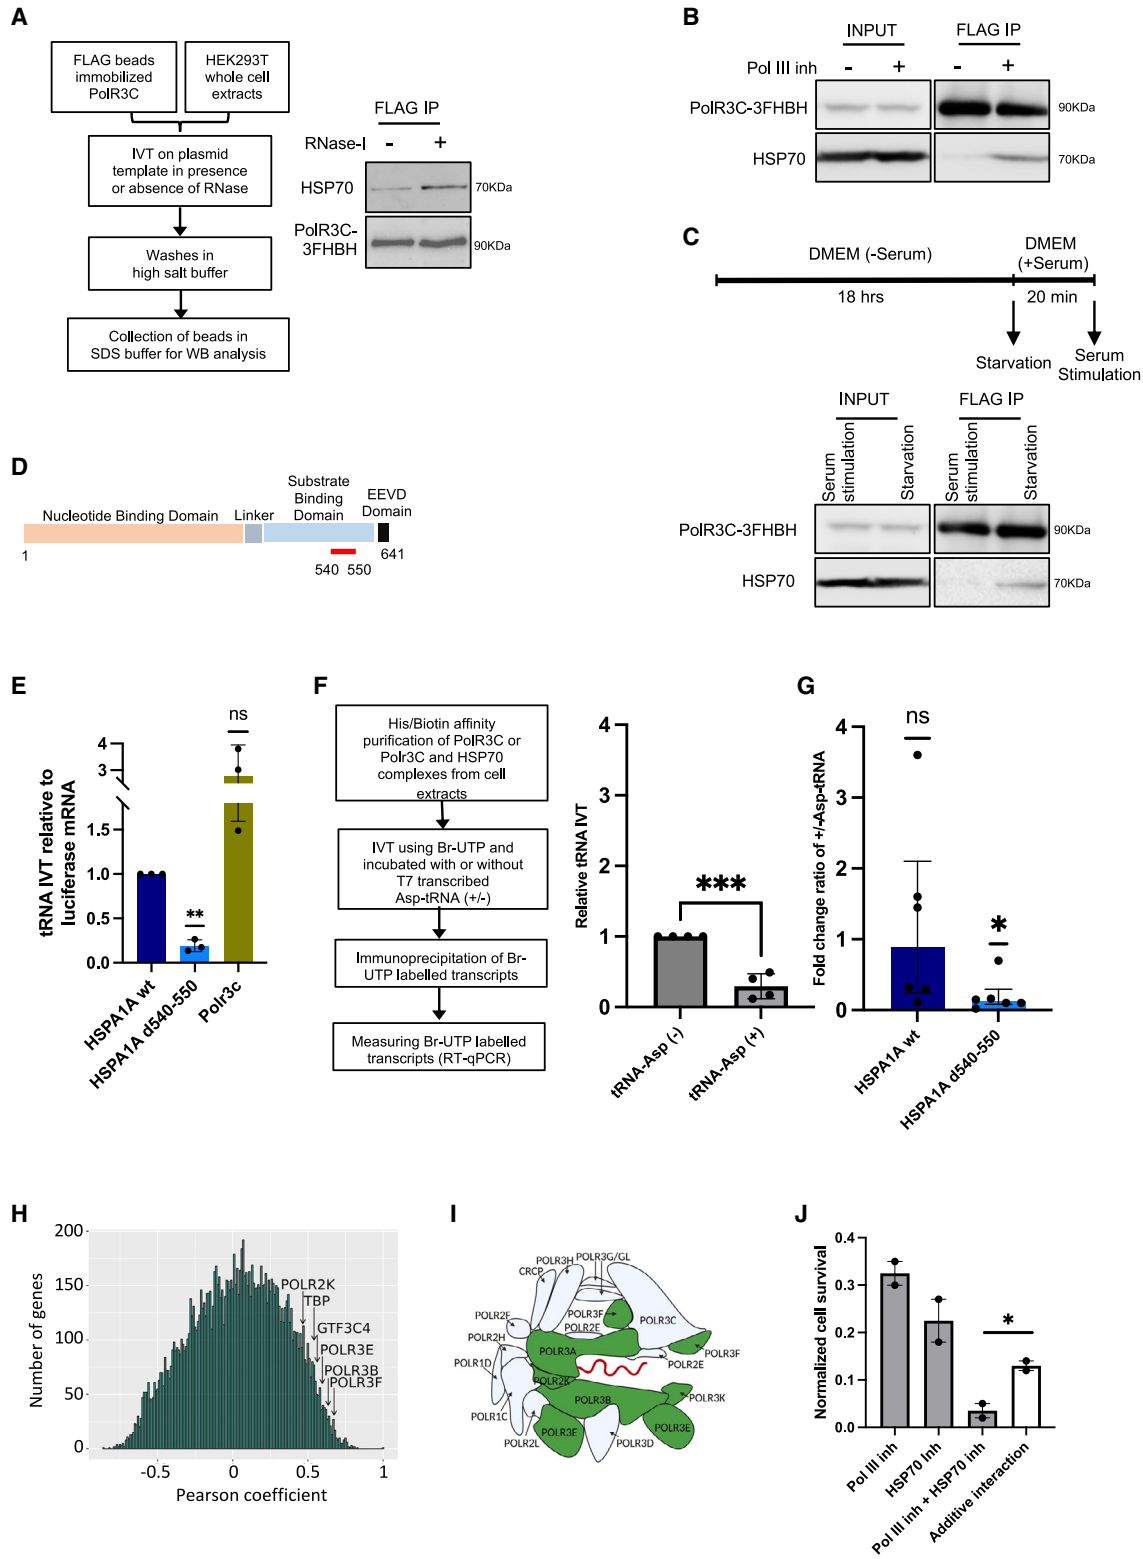 A
FLAG beads
immobilized
PolR3C
HEK293T
whole cell
extracts
IVT on plasmid
template in presence
or absence of RNase
Washes in
high salt buffer
Collection of beads in
SDS buffer for WB analysis
FLAG IP
RNase-I - +
HSP70 70KDa
PolR3C-
3FHBH
90KDa
B
INPUT FLAG IP
Pol III inh - + - +
PolR3C-3FHBH 90KDa
HSP70 70KDa
C
DMEM (-Serum)
DMEM
(+Serum)
18 hrs 20 min
Starvation
Serum
Stimulation
INPUT FLAG IP
Serum
stimulation
Starvation
Serum
stimulation
Starvation
PolR3C-3FHBH 90KDa
HSP70 70KDa
D
Nucleotide Binding Domain
Linker
Substrate
Binding
Domain
EEVD
Domain
1
540 550
641
E
tRNA IVT relative to
luciferase mRNA
4
3
1.5
1.0
0.5
0.0
**
ns
HSPA1A wt
HSPA1A d540-550
Polr3c
F
His/Biotin affinity
purification of PolR3C or
Polr3C and HSP70
complexes from cell
extracts
IVT using Br-UTP and
incubated with or without
T7 transcribed
Asp-tRNA (+/-)
Immunoprecipitation of Br-
UTP labelled transcripts
Measuring Br-UTP labelled
transcripts (RT-qPCR)
Relative tRNA IVT
4
3
2
1
0
***
tRNA-Asp (-)
tRNA-Asp (+)
G
Fold change ratio of +/-Asp-tRNA
4
3
2
1
0
ns
*
HSPA1A wt
HSPA1A d540-550
H
Number of genes
200
150
100
50
0
POLR2K
TBP
GTF3C4
POLR3E
POLR3B
POLR3F
-0.5 0 0.5 1
Pearson coefficient
I
POLR3G/GL
POLR3H
CRCP
POLR3F
POLR3C
POLR2F
POLR2E
POLR2H
POLR3A
POLR3F
POLR2E
POLR1D
POLR2K
POLR3B
POLR3K
POLR1C
POLR3E
POLR3E
POLR2L
POLR3D
J
Normalized cell survival
0.4
0.3
0.2
0.1
0.0
*
Pol III inh
HSP70 Inh
Pol III inh + HSP70 inh
Additive interaction